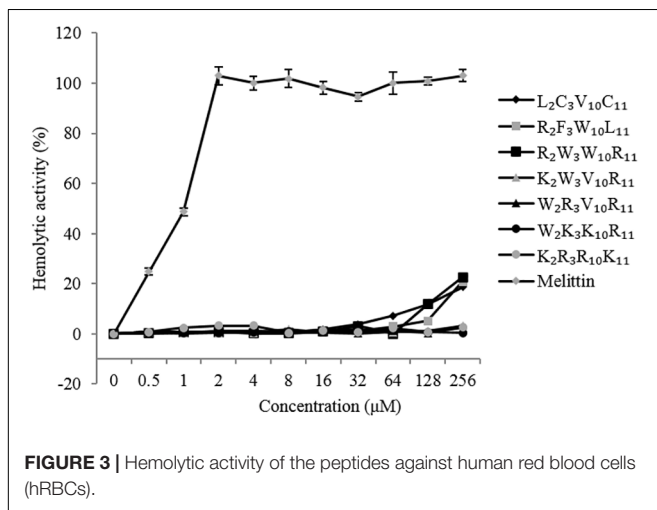 120
100
80
60
40
20
0
-20
Hemolytic activity (%)
0 0.5 1 2 4 8 16 32 64 128 256
Concentration (µM)
L₂C₃V₁₀C₁₁
R₂F₃W₁₀L₁₁
R₂W₃W₁₀R₁₁
K₂W₃V₁₀R₁₁
W₂R₃V₁₀R₁₁
W₂K₃K₁₀R₁₁
K₂R₃R₁₀K₁₁
Melittin
FIGURE 3 | Hemolytic activity of the peptides against human red blood cells
(hRBCs).